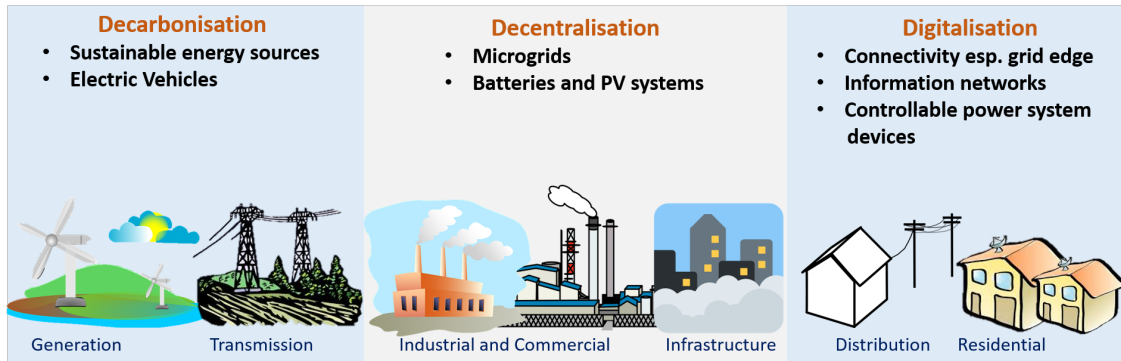 Decarbonisation
• Sustainable energy sources
• Electric Vehicles
Generation
Transmission
Decentralisation
• Microgrids
• Batteries and PV systems
Industrial and Commercial
Infrastructure
Digitalisation
• Connectivity esp. grid edge
• Information networks
• Controllable power system
devices
Distribution
Residential